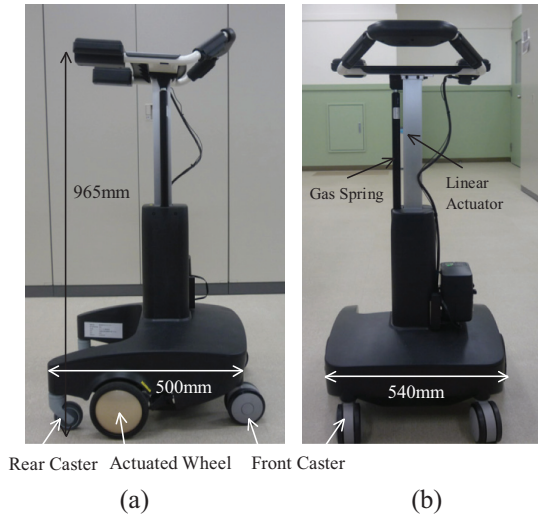 965mm
Gas Spring
Linear
Actuator
500mm
540mm
Rear Caster
Actuated Wheel
Front Caster
(a)
(b)